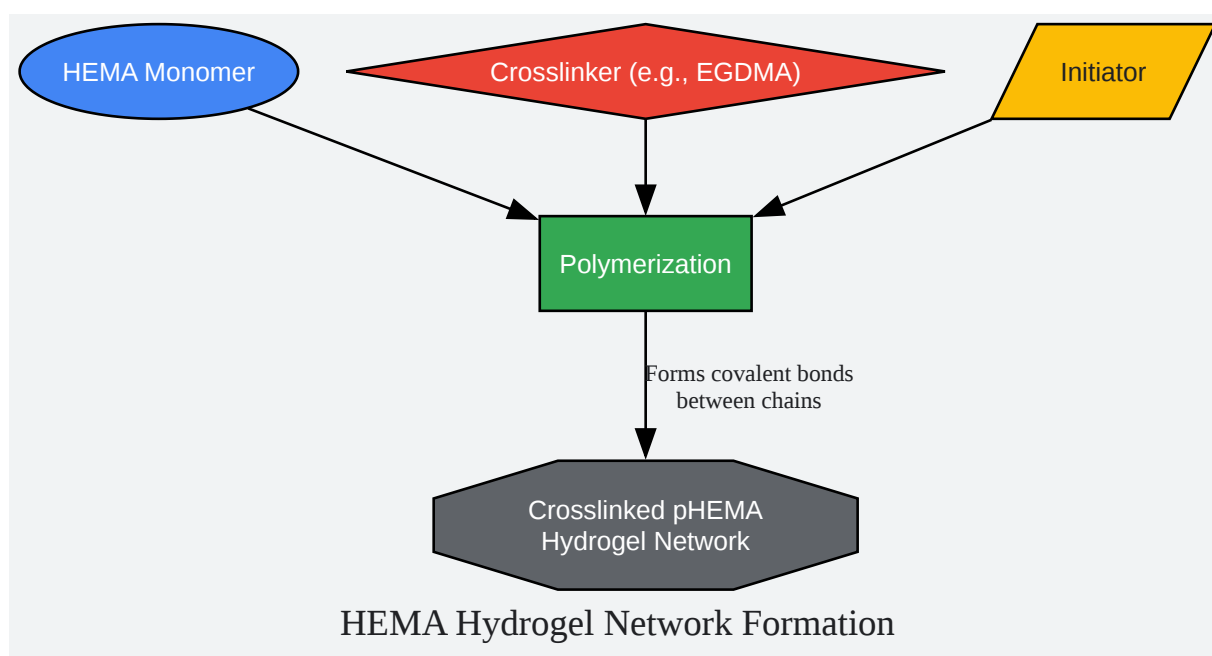 HEMA Monomer
Crosslinker (e.g., EGDMA)
Initiator
Polymerization
Forms covalent bonds
between chains
Crosslinked pHEMA
Hydrogel Network
HEMA Hydrogel Network Formation